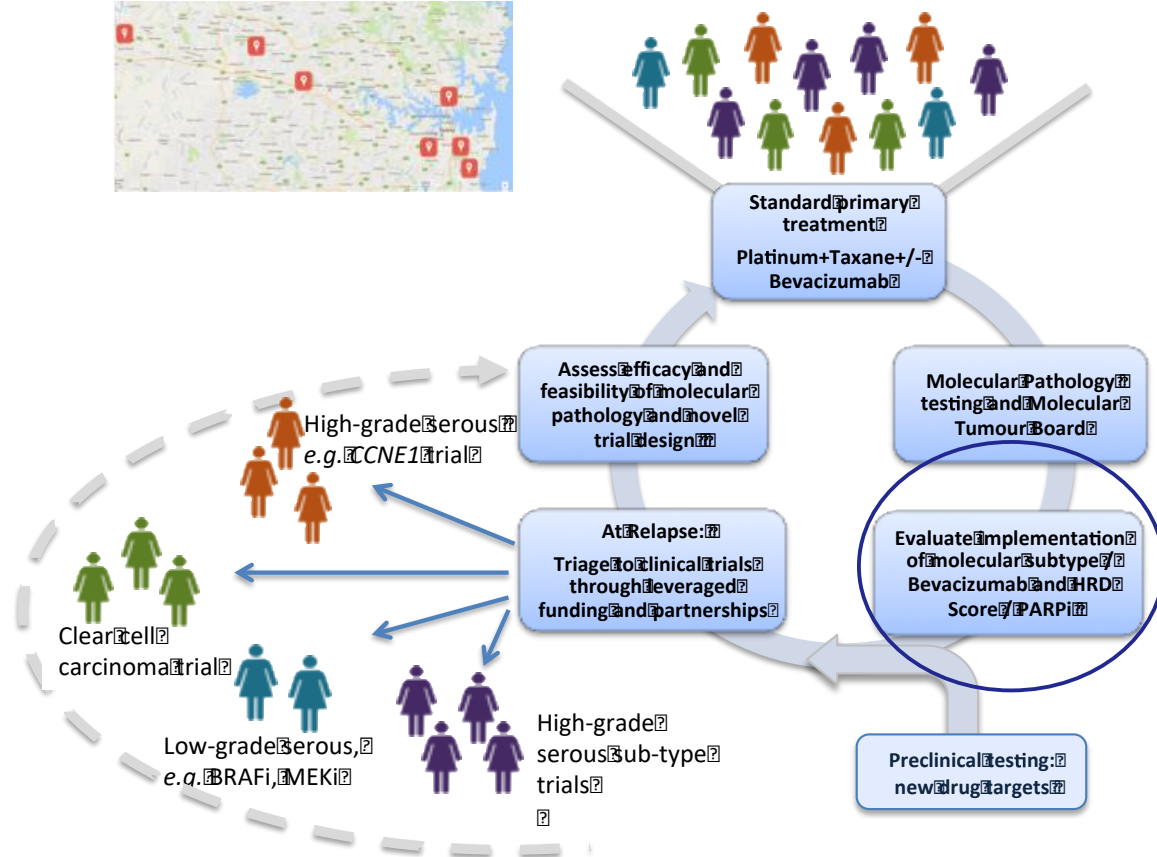 Standard primary
treatment
Platinum+Taxane+/-
Bevacizumab
Assess efficacy and
feasibility of molecular
pathology and novel
trial design
Molecular Pathology
testing and Molecular
Tumour Board
High-grade serous
e.g. CCNE1 trial
At Relapse:
Triage to clinical trials
through leveraged
funding and partnerships
Evaluate implementation
of molecular subtype /
Bevacizumab and HRD
Score / PARPi
Clear cell
carcinoma trial
Low-grade serous,
e.g. BRAFi, MEKi
High-grade
serous sub-type
trials
Preclinical testing:
new drug targets